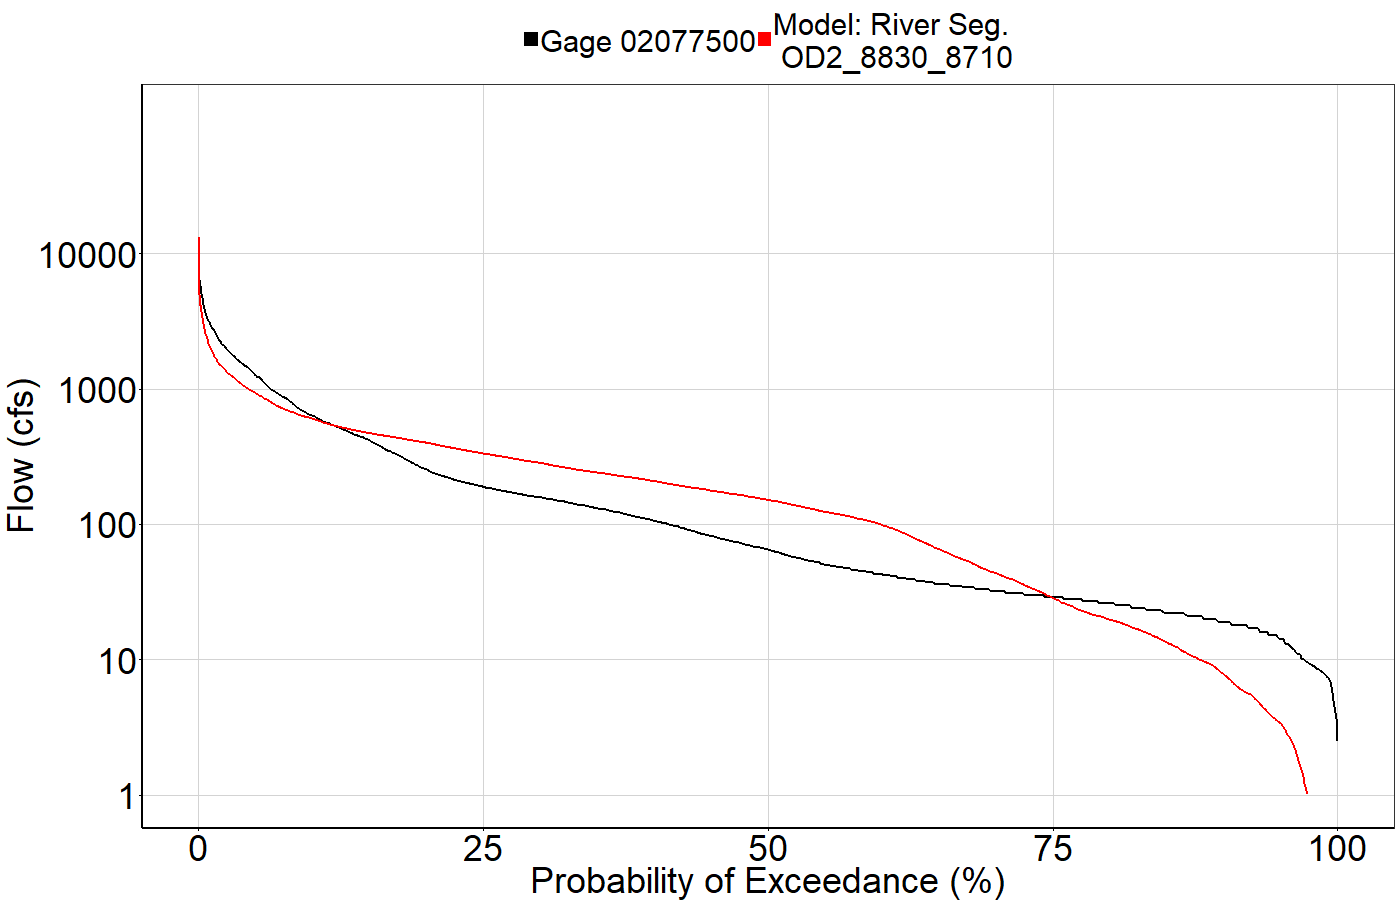 Gage 02077500
Model: River Seg.
OD2_8830_8710
Flow (cfs)
10000
1000
100
10
1
0 25 50 75 100
Probability of Exceedance (%)